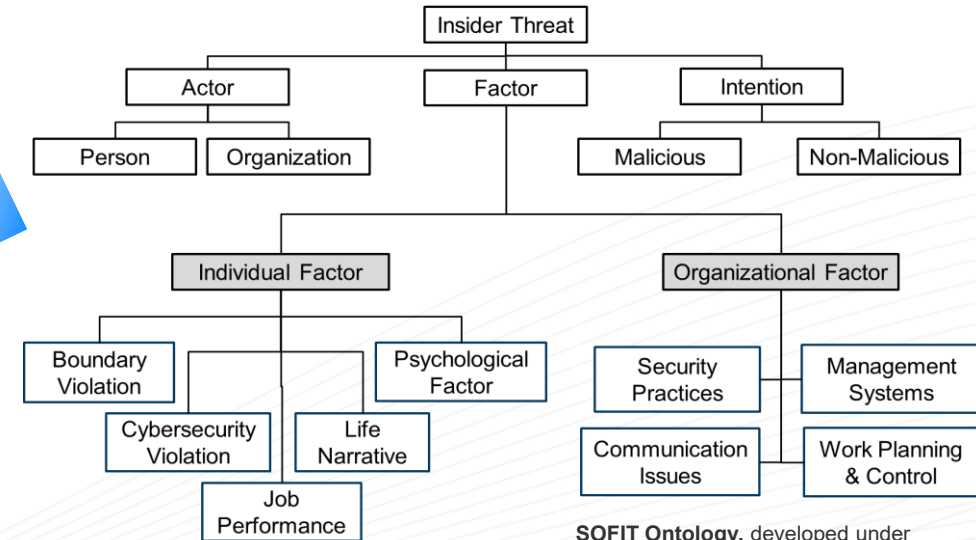 Insider Threat
Actor
Factor
Intention
Person
Organization
Malicious
Non-Malicious
Individual Factor
Organizational Factor
Boundary
Violation
Psychological
Factor
Cybersecurity
Violation
Life
Narrative
Job
Performance
Security
Practices
Management
Systems
Communication
Issues
Work Planning
& Control
SOFIT Ontology, developed under